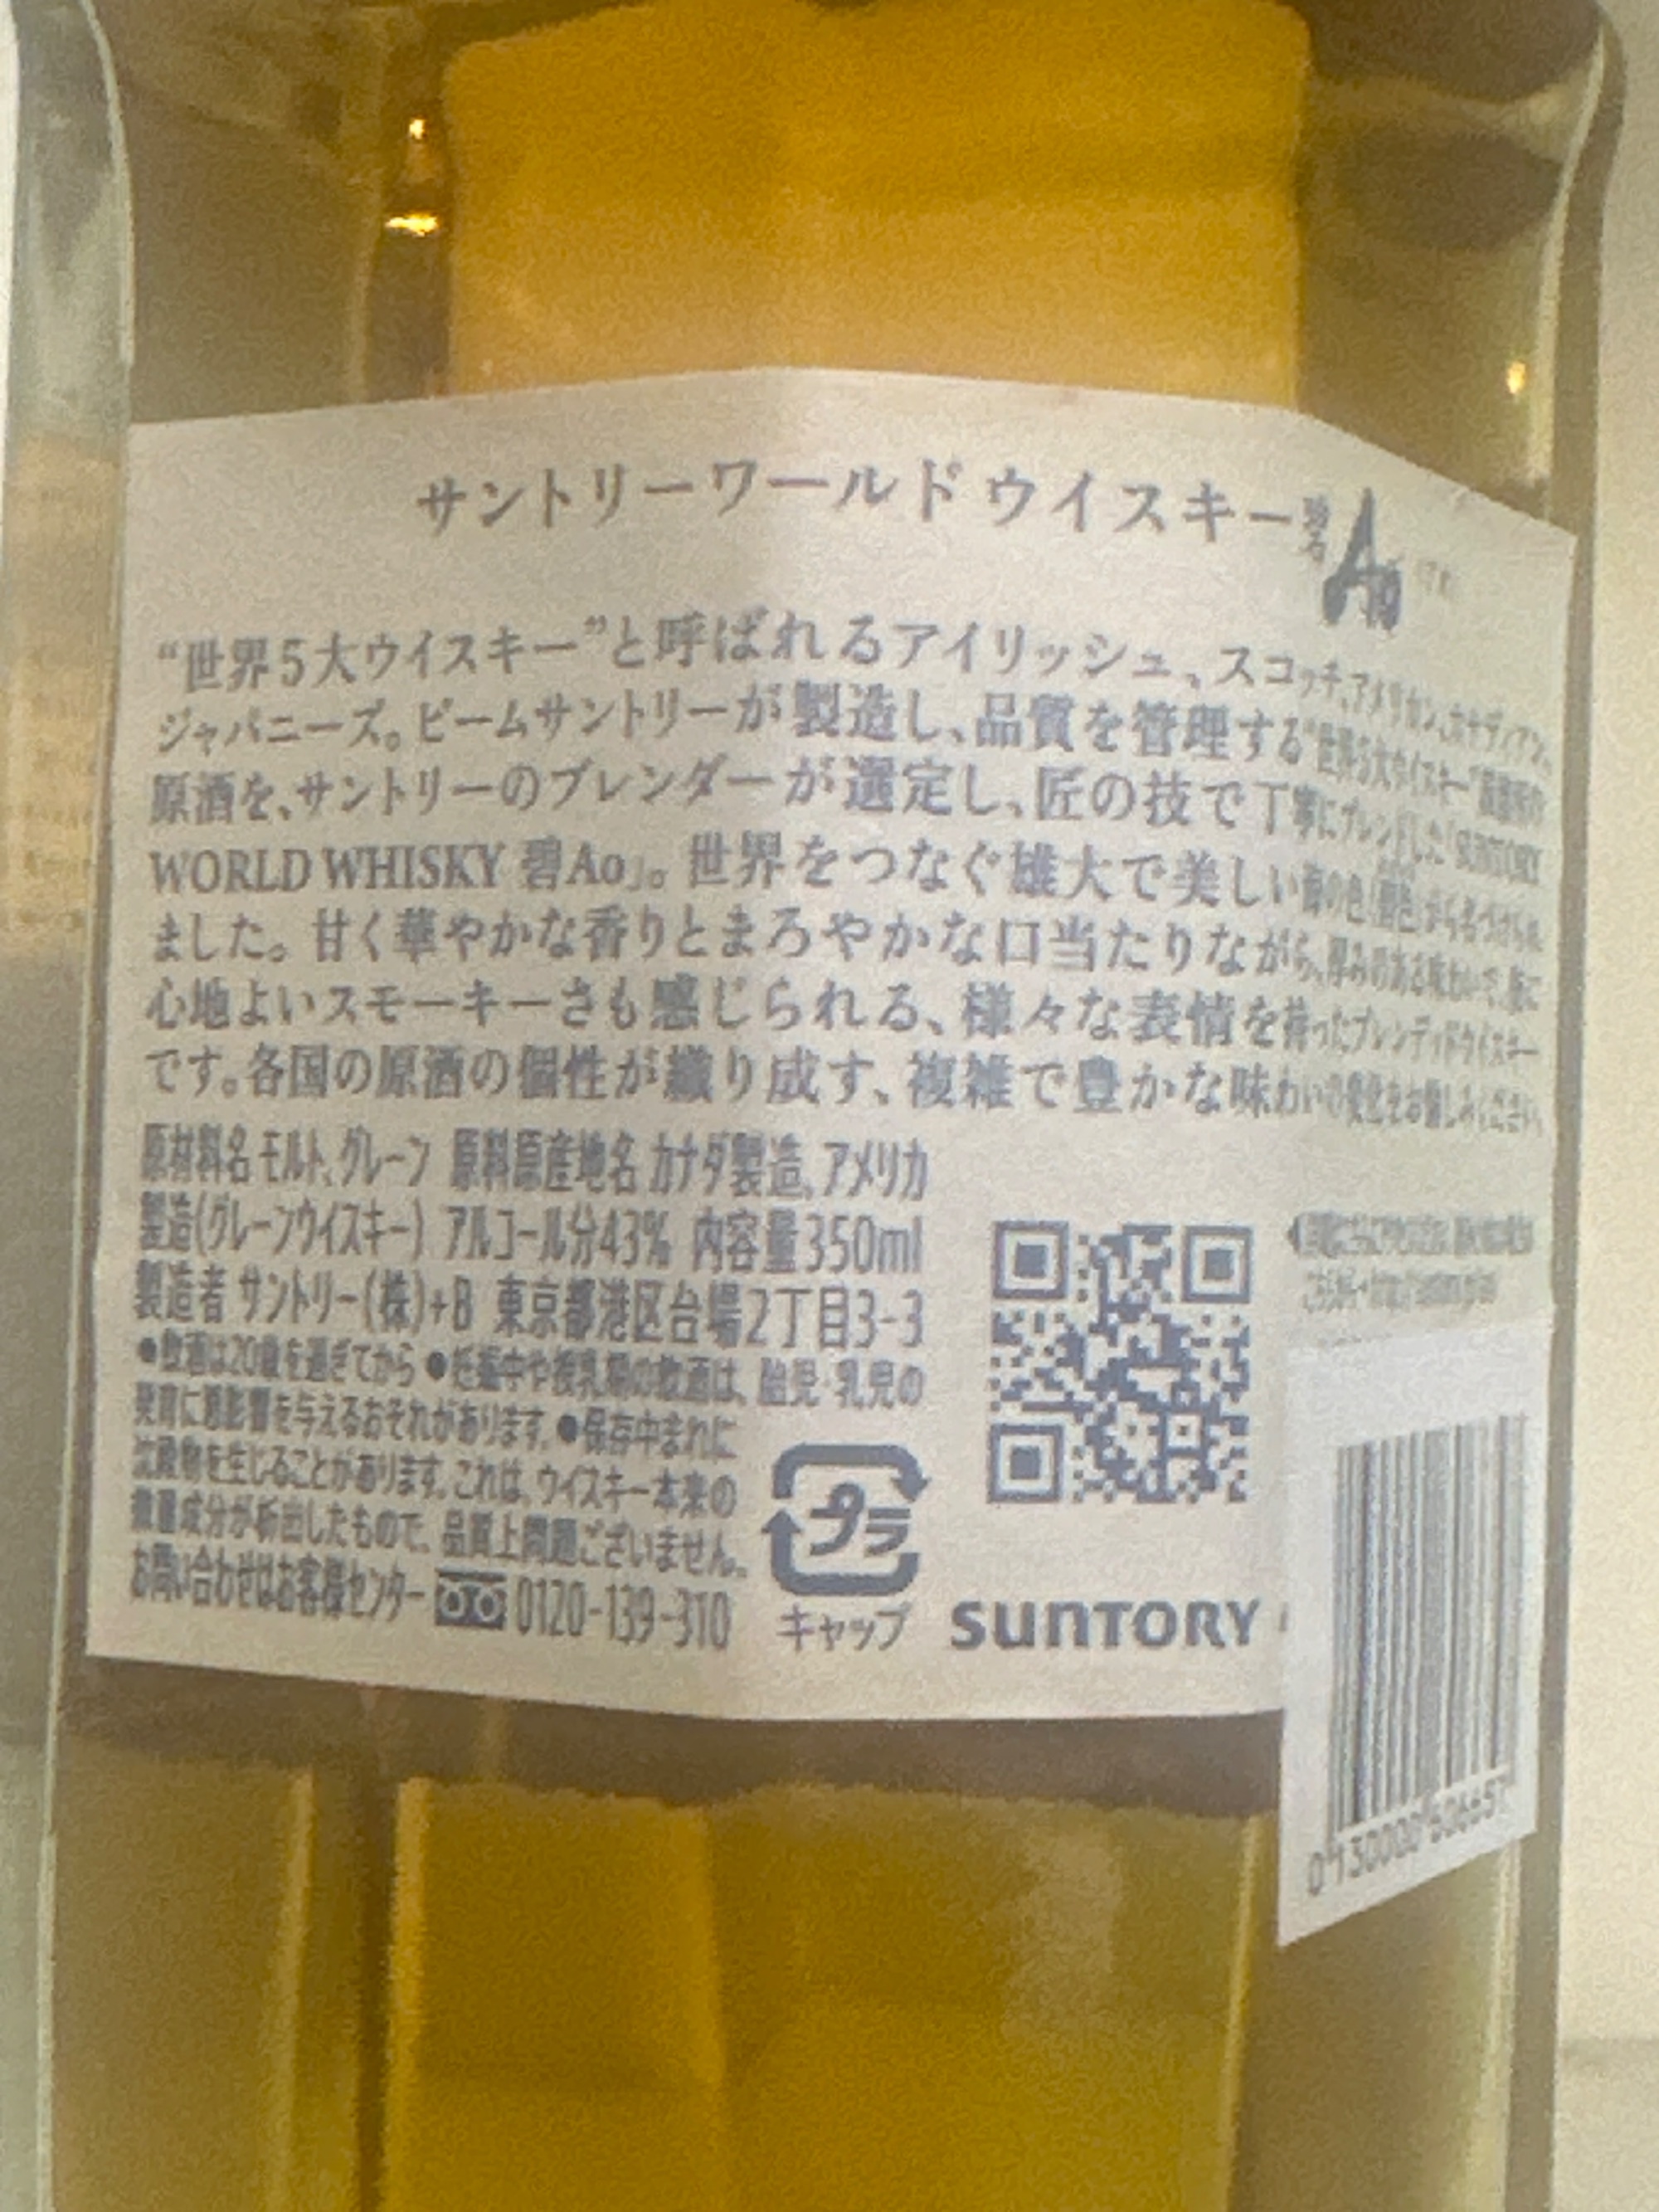 サントリーワールド ウイスキー 碧 Ao
“世界5大ウイスキー”と呼ばれるアイリッシュ、スコッチ、アメリカン、カナディアン、
ジャパニーズ。ビームサントリーが製造し、品質を管理する“世界5大ウイスキー”蒸溜所の
原酒を、サントリーのブレンダーが選定し、匠の技で丁寧にブレンドした「SUNTORY
WORLD WHISKY 碧Ao」。世界をつなぐ雄大で美しい海の色（碧色）から名づけられ
ました。甘く華やかな香りとまろやかな口当たりながら、厚みのある味わいで、後に
心地よいスモーキーさも感じられる、様々な表情を持ったブレンデッドウイスキー
です。各国の原酒の個性が織り成す、複雑で豊かな味わいの変化をお愉しみください。
原材料名 モルト、グレーン 原料原産地名 カナダ製造、アメリカ
製造(グレーンウイスキー) アルコール分43% 内容量350ml
製造者 サントリー(株)+B 東京都港区台場2丁目3-3
●飲酒は20歳を過ぎてから ●妊娠中や授乳期の飲酒は、胎児・乳児の
発育に悪影響を与えるおそれがあります。●保存中まれに
沈殿物を生じることがあります。これは、ウイスキー本来の
微量成分が析出したもので、品質上問題ございません。
お問い合わせはお客様センター 0120-139-310
プラ
キャップ
SUNTORY